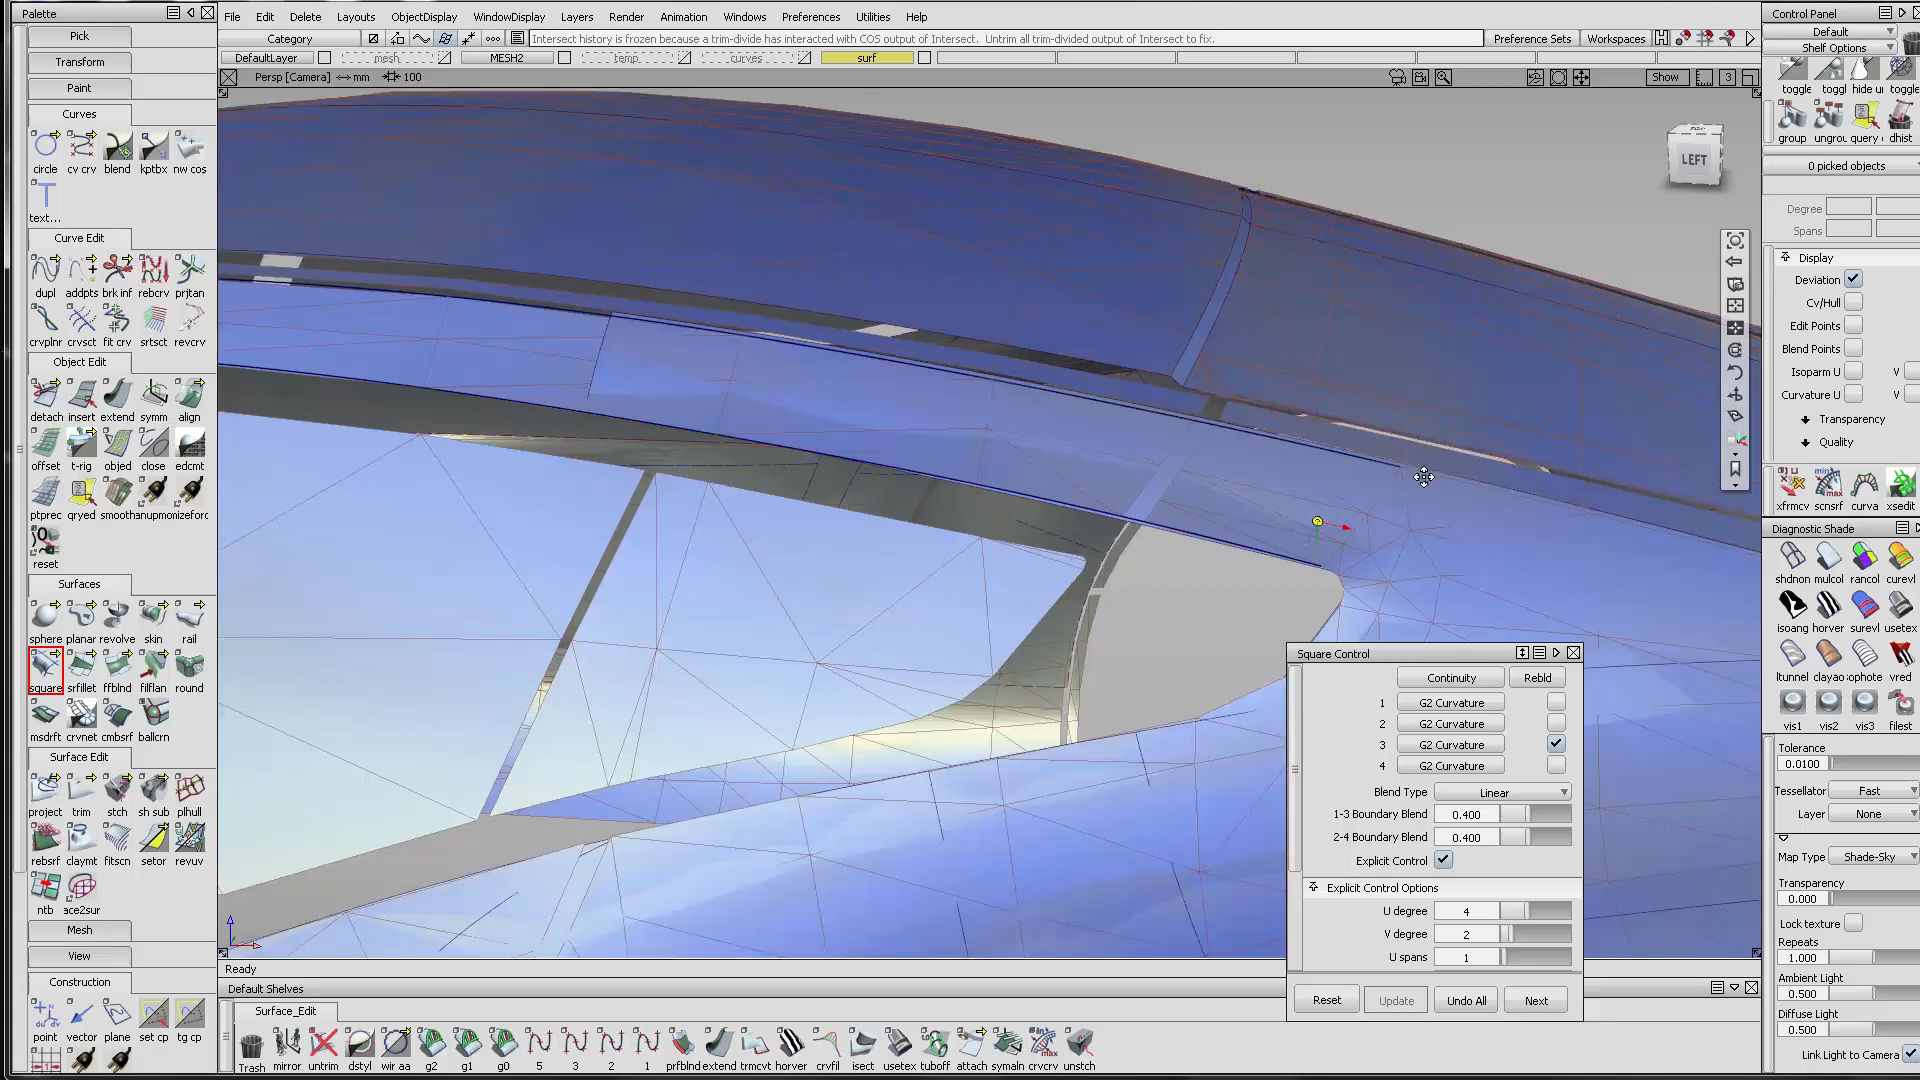 Palette
File Edit Delete Layouts ObjectDisplay WindowDisplay Layers Render Animation Windows Preferences Utilities Help
Control Panel
Pick
Category
Intersect history is frozen because a trim-divide has interacted with COS output of Intersect. Untrim all trim-divided output of Intersect to fix.
Preference Sets Workspaces
Default
Shelf Options
Transform
DefaultLayer mesh MESH2 temp curves surf
Persp [Camera] mm 100
Show 3
Paint
toggle toggl hide ur toggle
Curves
circle cv crv blend kptbx nw cos
group ungrou query dhist
text...
0 picked objects
LEFT
Degree
Spans
Curve Edit
dupl addpts brk inf rebcrv prjtan
crvplnr crvsct fit crv srtsct revcrv
Display
Deviation
Cv/Hull
Edit Points
Blend Points
Isoparm U V
Curvature U V
Transparency
Quality
Object Edit
detach insert extend symm align
offset t-rig objed close edcmt
ptprec qryed smooth
reset
xfrmcv scnsrf curva xsedit
Diagnostic Shade
shdnon mulcol rancol curevl
isoang horver surevl usetex
ltunnel clayao vred
vis1 vis2 vis3 filest
Surfaces
sphere planar revolve skin rail
square srfillet ffblnd filflan round
msdrft crvnet cmbsrf ballcrn
Surface Edit
project trim stch sh sub plhull
rebsrf claymt fitscn setor revuv
ntb
Mesh
View
Construction
point vector plane set cp tg cp
Square Control
Continuity Rebld
1 G2 Curvature
2 G2 Curvature
3 G2 Curvature
4 G2 Curvature
Blend Type Linear
1-3 Boundary Blend 0.400
2-4 Boundary Blend 0.400
Explicit Control
Explicit Control Options
U degree 4
V degree 2
U spans 1
Reset Update Undo All Next
Tolerance
0.0100
Tessellator Fast
Layer None
Map Type Shade-Sky
Transparency
0.000
Lock texture
Repeats
1.000
Ambient Light
0.500
Diffuse Light
0.500
Link Light to Camera
Ready
Default Shelves
Surface_Edit
Trash mirror untrim dstyl wir aa g2 g1 g0 5 3 2 1 prfblnd extend trmcvt horver crvfil isect usetex tuboff attach symaln crvcrv unstch